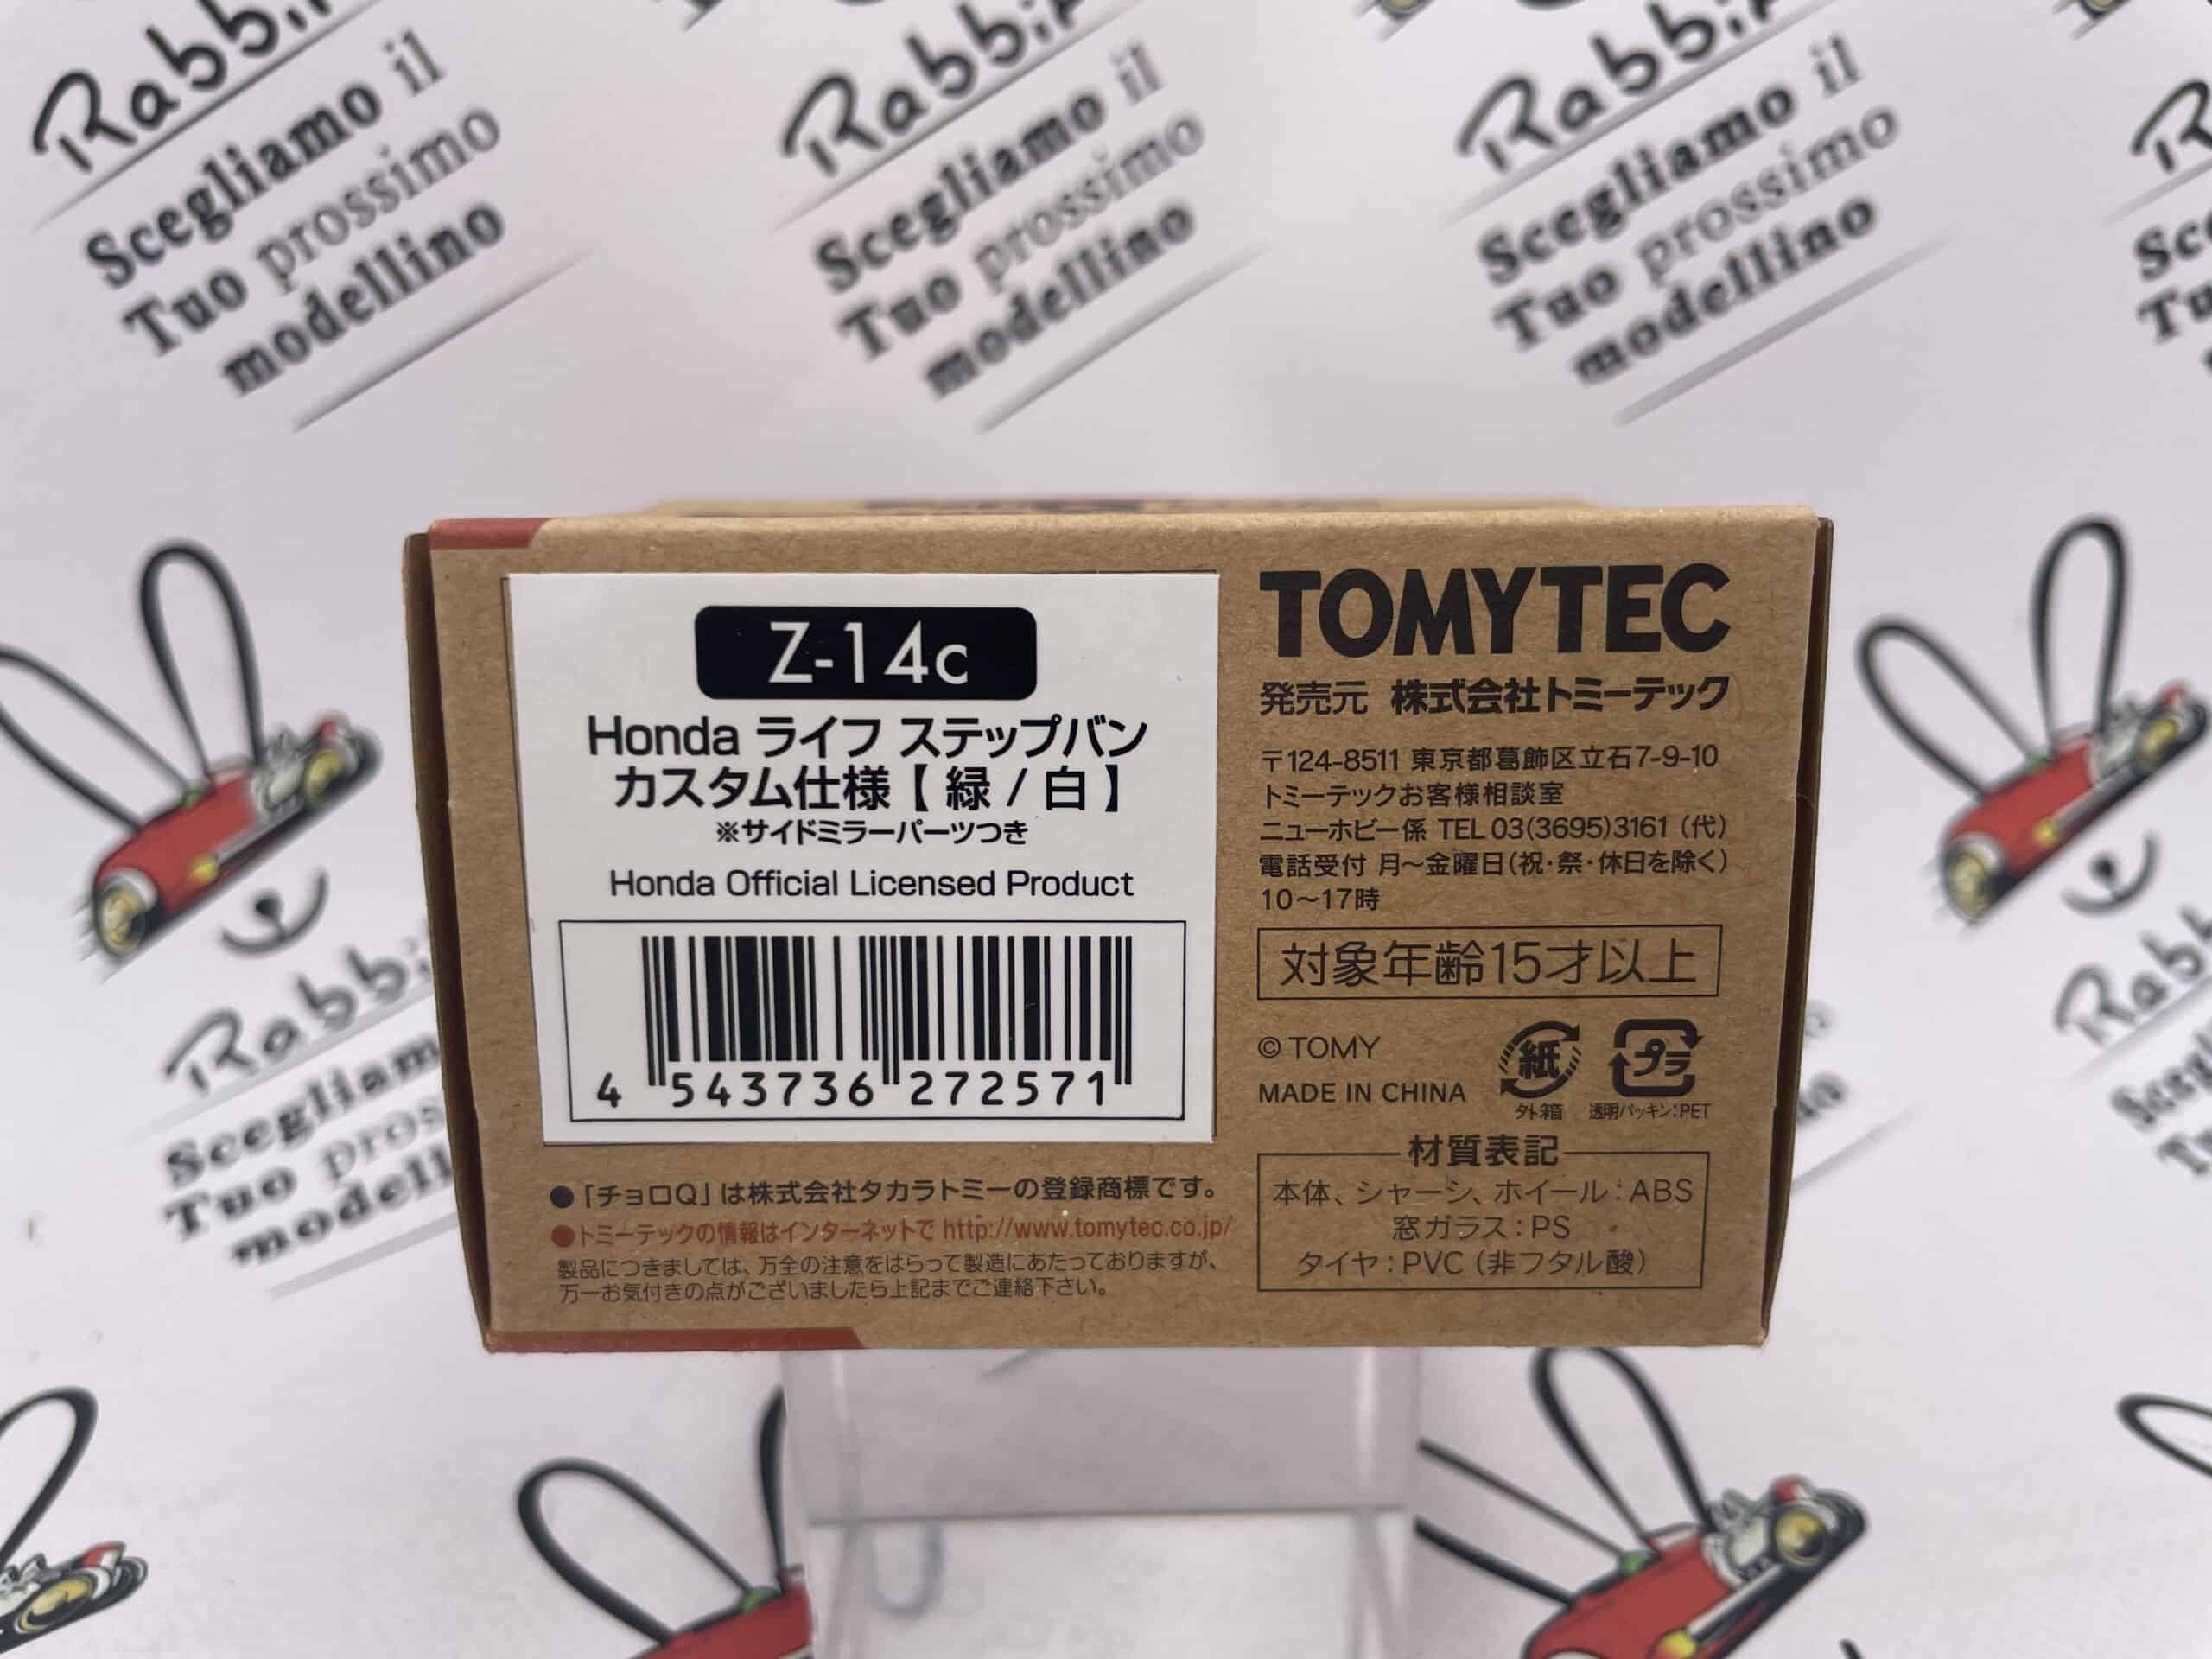 Scegliamo il
Tuo prossimo
modellino
Scegliamo il
Tuo prossimo
modellino
Scegliamo il
Tuo prossimo
modellino
Z-14c
Honda ライフ ステップバン
カスタム仕様【 緑 / 白 】
※サイドミラーパーツつき
Honda Official Licensed Product
4 543736 272571
●「チョロQ」は株式会社タカラトミーの登録商標です。
●トミーテックの情報はインターネットで http://www.tomytec.co.jp/
製品につきましては、万全の注意をはらって製造にあたっておりますが、
万一お気付きの点がございましたら上記までご連絡下さい。
TOMYTEC
発売元 株式会社トミーテック
〒124-8511 東京都葛飾区立石7-9-10
トミーテックお客様相談室
ニューホビー係 TEL 03(3695)3161（代）
電話受付 月～金曜日(祝・祭・休日を除く)
10～17時
対象年齢15才以上
© TOMY
MADE IN CHINA
紙
外箱
プラ
透明パッキン:PET
材質表記
本体、シャーシ、ホイール：ABS
窓ガラス：PS
タイヤ：PVC（非フタル酸）